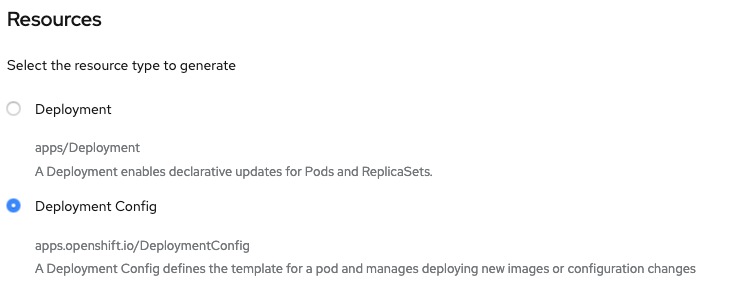 Resources
Select the resource type to generate
Deployment
apps/Deployment
A Deployment enables declarative updates for Pods and ReplicaSets.
Deployment Config
apps.openshift.io/DeploymentConfig
A Deployment Config defines the template for a pod and manages deploying new images or configuration changes